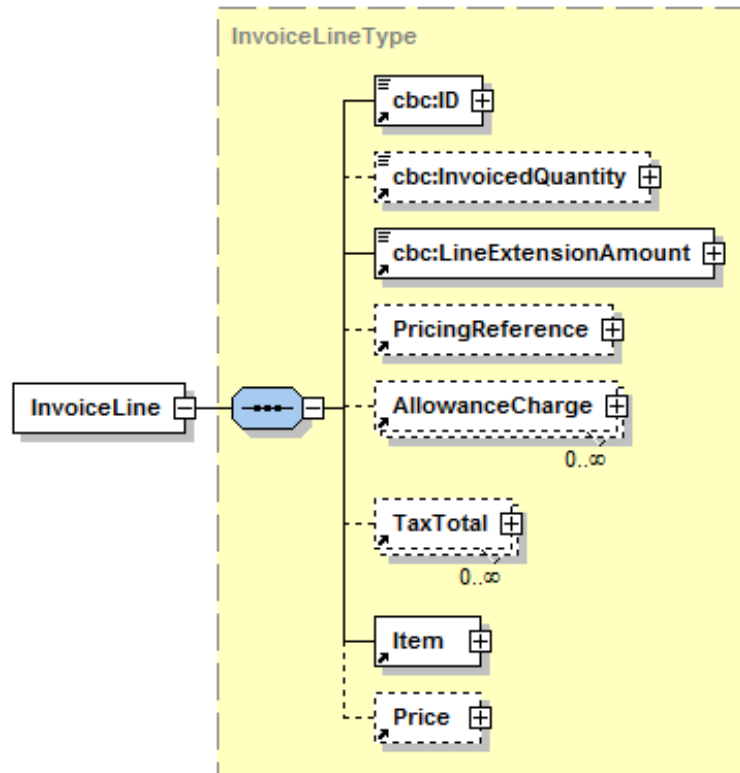 InvoiceLineType
cbc:ID
cbc:InvoicedQuantity
cbc:LineExtensionAmount
PricingReference
InvoiceLine
AllowanceCharge
0..∞
TaxTotal
0..∞
Item
Price